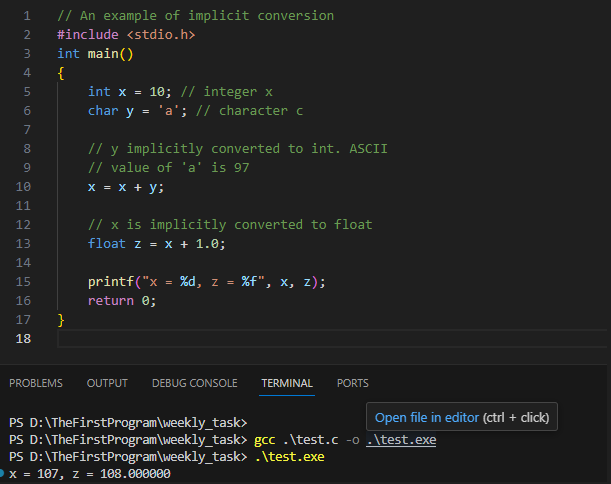 1 // An example of implicit conversion
2 #include <stdio.h>
3 int main()
4 {
5     int x = 10; // integer x
6     char y = 'a'; // character c
7
8     // y implicitly converted to int. ASCII
9     // value of 'a' is 97
10     x = x + y;
11
12     // x is implicitly converted to float
13     float z = x + 1.0;
14
15     printf("x = %d, z = %f", x, z);
16     return 0;
17 }
18
PROBLEMS OUTPUT DEBUG CONSOLE TERMINAL PORTS
Open file in editor (ctrl + click)
PS D:\TheFirstProgram\weekly_task>
PS D:\TheFirstProgram\weekly_task> gcc .\test.c -o .\test.exe
PS D:\TheFirstProgram\weekly_task> .\test.exe
x = 107, z = 108.000000